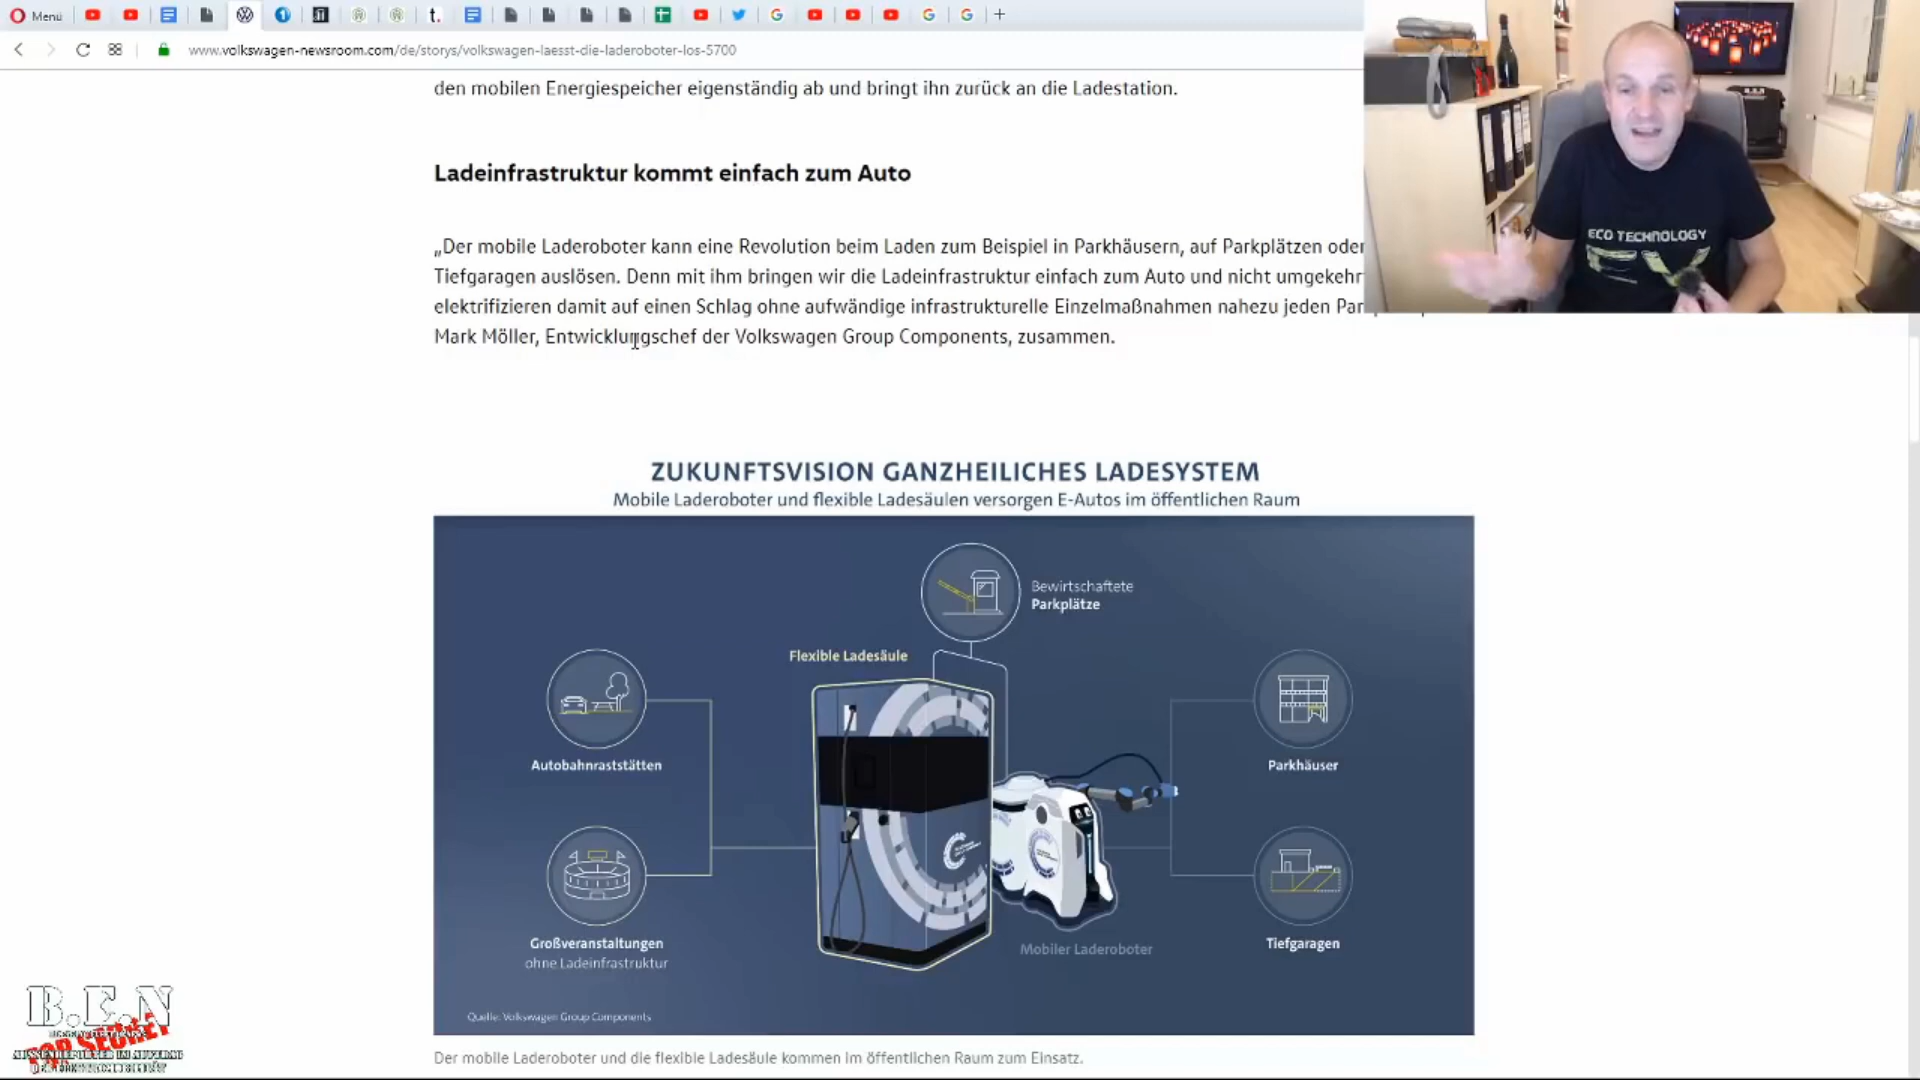 Menü
www.volkswagen-newsroom.com/de/storys/volkswagen-laesst-die-laderoboter-los-5700
den mobilen Energiespeicher eigenständig ab und bringt ihn zurück an die Ladestation.
Ladeinfrastruktur kommt einfach zum Auto
„Der mobile Laderoboter kann eine Revolution beim Laden zum Beispiel in Parkhäusern, auf Parkplätzen oder
Tiefgaragen auslösen. Denn mit ihm bringen wir die Ladeinfrastruktur einfach zum Auto und nicht umgekehrt
elektrifizieren damit auf einen Schlag ohne aufwändige infrastrukturelle Einzelmaßnahmen nahezu jeden
Mark Möller, Entwicklungschef der Volkswagen Group Components, zusammen.
ECO TECHNOLOGY
ZUKUNFTSVISION GANZHEILICHES LADESYSTEM
Mobile Laderoboter und flexible Ladesäulen versorgen E-Autos im öffentlichen Raum
Bewirtschaftete
Parkplätze
Flexible Ladesäule
Autobahnraststätten
Parkhäuser
Großveranstaltungen
ohne Ladeinfrastruktur
Mobiler Laderoboter
Tiefgaragen
Quelle: Volkswagen Group Components
Der mobile Laderoboter und die flexible Ladesäule kommen im öffentlichen Raum zum Einsatz.
B.E.N
TOP SECRET